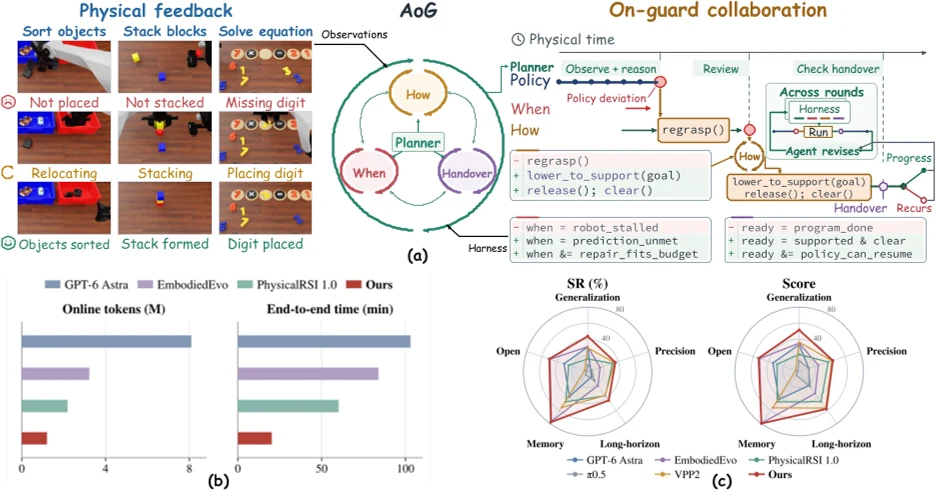 Physical feedback
AoG
On-guard collaboration
Sort objects
Stack blocks
Solve equation
Not placed
Not stacked
Missing digit
Relocating
Stacking
Placing digit
Objects sorted
Stack formed
Digit placed
Observations
How
Planner
When
Handover
Harness
(a)
Physical time
Planner
Observe + reason
Review
Check handover
Policy
Policy deviation
When
How
regrasp()
How
Across rounds
Harness
Run
Agent revises
Progress
lower_to_support(goal)
release(); clear()
Handover
Recurs
- regrasp()
+ lower_to_support(goal)
+ release(); clear()
- when = robot_stalled
+ when = prediction_unmet
+ when &= repair_fits_budget
- ready = program_done
+ ready = supported & clear
+ ready &= policy_can_resume
GPT-6 Astra
EmbodiedEvo
PhysicalRSI 1.0
Ours
Online tokens (M)
End-to-end time (min)
0
4
8
0
50
100
(b)
SR (%)
Generalization
80
40
Open
Precision
Memory
Long-horizon
Score
Generalization
80
40
Open
Precision
Memory
Long-horizon
GPT-6 Astra
EmbodiedEvo
PhysicalRSI 1.0
π0.5
VPP2
Ours
(c)